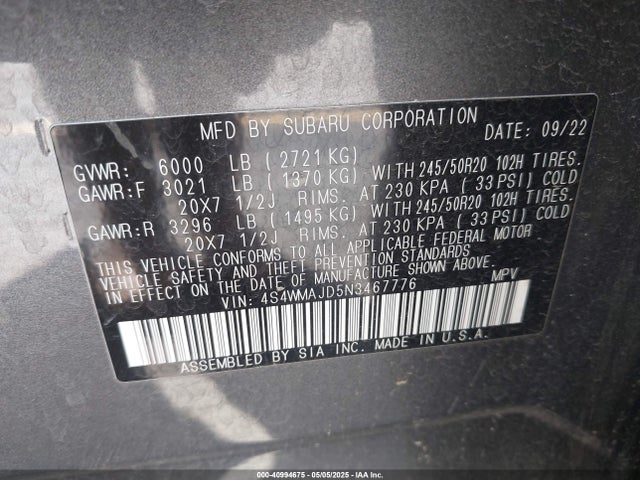 MFD BY SUBARU CORPORATION DATE: 09/22
GVWR: 6000 LB (2721 KG)
GAWR:F 3021 LB (1370 KG) WITH 245/50R20 102H TIRES.
20X7 1/2J RIMS. AT 230 KPA (33 PSI) COLD
GAWR:R 3296 LB (1495 KG) WITH 245/50R20 102H TIRES.
20X7 1/2J RIMS. AT 230 KPA (33 PSI) COLD
THIS VEHICLE CONFORMS TO ALL APPLICABLE FEDERAL MOTOR
VEHICLE SAFETY AND THEFT PREVENTION STANDARDS IN
EFFECT ON THE DATE OF MANUFACTURE SHOWN ABOVE.
VIN: 4S4WMAJD5N3467776 MPV
ASSEMBLED BY SIA INC. MADE IN U.S.A.
000-40994675 - 05/05/2025 - IAA Inc.